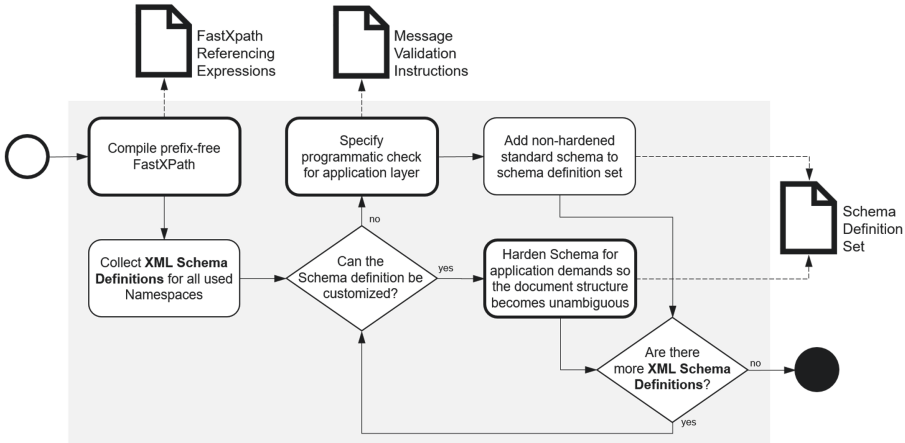 FastXpath
Referencing
Expressions
Message
Validation
Instructions
Compile prefix-free
FastXPath
Specify
programmatic check
for application layer
Add non-hardened
standard schema to
schema definition set
Schema
Definition
Set
no
Collect XML Schema
Definitions for all used
Namespaces
Can the
Schema definition be
customized?
yes
Harden Schema for
application demands so
the document structure
becomes unambiguous
Are there
more XML Schema
Definitions?
no
yes